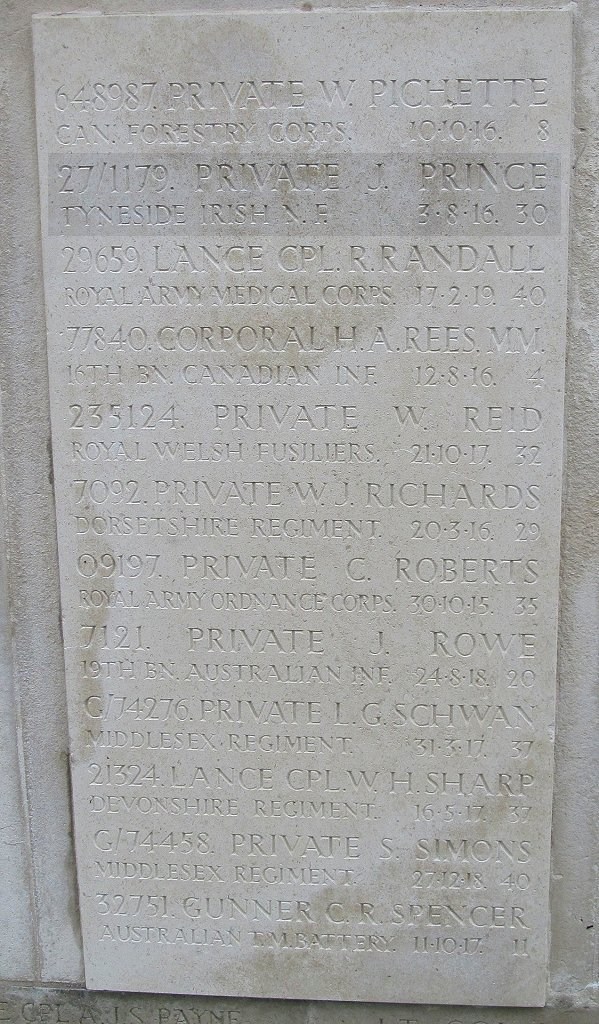 648987. PRIVATE W. PICHETTE
CAN. FORESTRY CORPS. 10·10·16. 8
27/1179. PRIVATE J. PRINCE
TYNESIDE IRISH N.F. 3·8·16. 30
29659. LANCE CPL. R. RANDALL
ROYAL ARMY MEDICAL CORPS. 17·2·19. 40
77840. CORPORAL H. A. REES. MM.
16TH BN. CANADIAN INF. 12·8·16. 4
235124. PRIVATE W. REID
ROYAL WELSH FUSILIERS. 21·10·17. 32
7092. PRIVATE W. J. RICHARDS
DORSETSHIRE REGIMENT. 20·3·16. 29
09197. PRIVATE C. ROBERTS
ROYAL ARMY ORDNANCE CORPS. 30·10·15. 35
7121. PRIVATE J. ROWE
19TH BN. AUSTRALIAN INF. 24·8·18. 20
G/74276. PRIVATE L. G. SCHWAN
MIDDLESEX REGIMENT. 31·3·17. 37
21324. LANCE CPL. W. H. SHARP
DEVONSHIRE REGIMENT. 16·5·17. 37
G/74458. PRIVATE S. SIMONS
MIDDLESEX REGIMENT. 27·12·18. 40
32751. GUNNER C. R. SPENCER
AUSTRALIAN T.M. BATTERY. 11·10·17. 11
CPL A. J. S. PAYNE